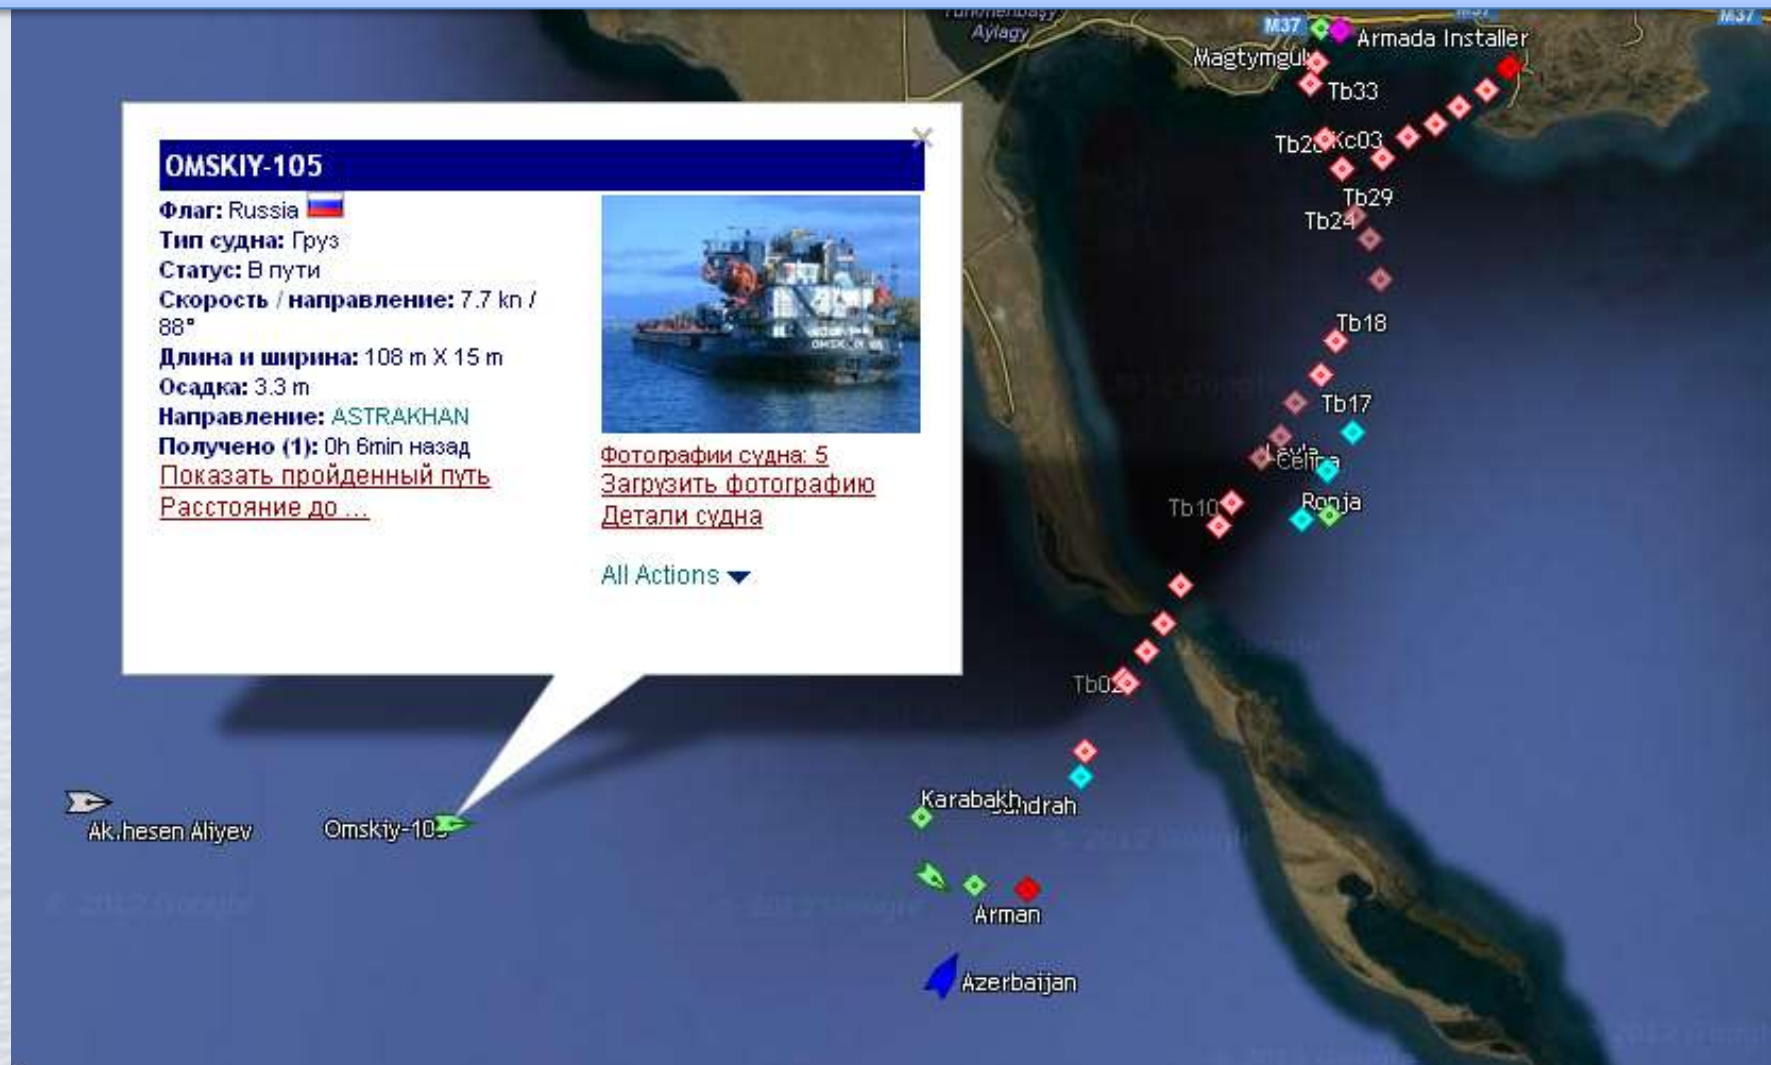 Türkmenbaşy
Aylagy
M37
M37
M37
Armada Installer
Tb33
Kc03
Tb29
Tb24
Tb18
Tb17
Celina
Ronja
Tb10
Tb02
Karabakh
Arman
Azerbaijan
Ak.hesen Aliyev
OMSKIY-105
Флаг: Russia
Тип судна: Груз
Статус: В пути
Скорость / направление: 7.7 kn /
88°
Длина и ширина: 108 m X 15 m
Осадка: 3.3 m
Направление: ASTRAKHAN
Получено (1): 0h 6min назад
Показать пройденный путь
Расстояние до ...
Фотографии судна: 5
Загрузить фотографию
Детали судна
All Actions
Omskiy-105